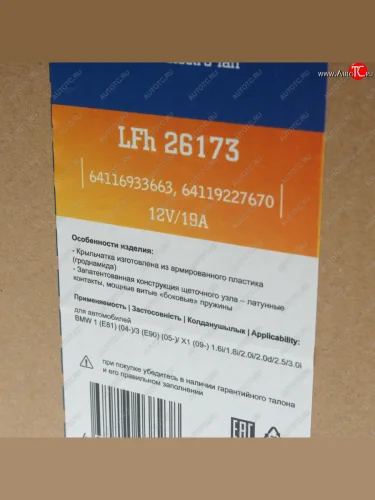 www.AutoTC.ru
LFh 26173
64116933663, 64119227670
12V/19A
Особенности изделия:
- Крыльчатка изготовлена из армированного пластика
(гроднамида)
- Запатентованная конструкция щеточного узла – латунные
контакты, мощные витые «боковые» пружины
Применяемость | Застосовність | Колданушылык | Applicability:
для автомобилей
BMW 1 (E81) (04-)/3 (E90) (05-)/ X1 (09-) 1.6i/1.8i/2.0i/2.0d/2.5/3.0i
при покупке убедитесь в наличии гарантийного талона
и его правильном заполнении
EAC